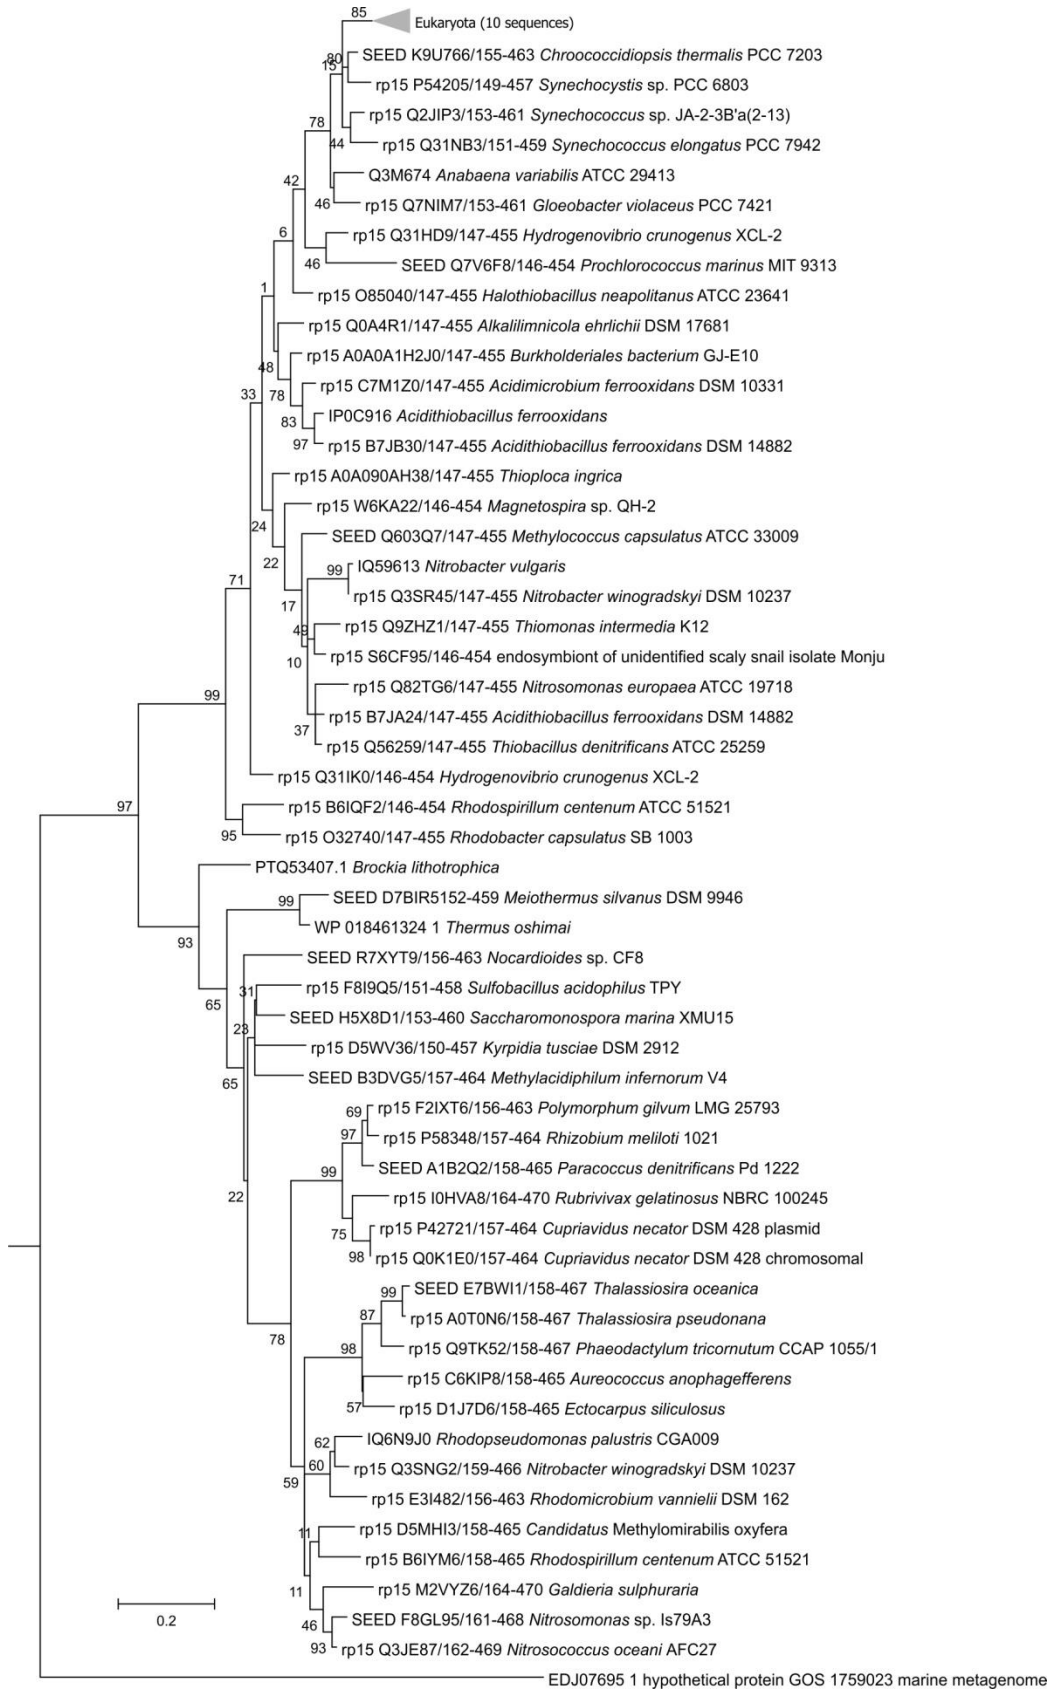 85
Eukaryota (10 sequences)
80
SEED K9U766/155-463 Chroococcidiopsis thermalis PCC 7203
15
rp15 P54205/149-457 Synechocystis sp. PCC 6803
rp15 Q2JIP3/153-461 Synechococcus sp. JA-2-3B'a(2-13)
78
44
rp15 Q31NB3/151-459 Synechococcus elongatus PCC 7942
Q3M674 Anabaena variabilis ATCC 29413
42
46
rp15 Q7NIM7/153-461 Gloeobacter violaceus PCC 7421
6
rp15 Q31HD9/147-455 Hydrogenovibrio crunogenus XCL-2
46
SEED Q7V6F8/146-454 Prochlorococcus marinus MIT 9313
1
rp15 O85040/147-455 Halothiobacillus neapolitanus ATCC 23641
rp15 Q0A4R1/147-455 Alkalilimnicola ehrlichii DSM 17681
48
rp15 A0A0A1H2J0/147-455 Burkholderiales bacterium GJ-E10
33
78
rp15 C7M1Z0/147-455 Acidimicrobium ferrooxidans DSM 10331
83
IP0C916 Acidithiobacillus ferrooxidans
97
rp15 B7JB30/147-455 Acidithiobacillus ferrooxidans DSM 14882
rp15 A0A090AH38/147-455 Thioploca ingrica
24
rp15 W6KA22/146-454 Magnetospira sp. QH-2
22
SEED Q603Q7/147-455 Methylococcus capsulatus ATCC 33009
71
99
IQ59613 Nitrobacter vulgaris
17
rp15 Q3SR45/147-455 Nitrobacter winogradskyi DSM 10237
49
rp15 Q9ZHZ1/147-455 Thiomonas intermedia K12
10
rp15 S6CF95/146-454 endosymbiont of unidentified scaly snail isolate Monju
99
rp15 Q82TG6/147-455 Nitrosomonas europaea ATCC 19718
37
rp15 B7JA24/147-455 Acidithiobacillus ferrooxidans DSM 14882
rp15 Q56259/147-455 Thiobacillus denitrificans ATCC 25259
rp15 Q31IK0/146-454 Hydrogenovibrio crunogenus XCL-2
97
rp15 B6IQF2/146-454 Rhodospirillum centenum ATCC 51521
95
rp15 O32740/147-455 Rhodobacter capsulatus SB 1003
PTQ53407.1 Brockia lithotrophica
99
SEED D7BIR5152-459 Meiothermus silvanus DSM 9946
93
WP 018461324 1 Thermus oshimai
SEED R7XYT9/156-463 Nocardioides sp. CF8
65
31
rp15 F8I9Q5/151-458 Sulfobacillus acidophilus TPY
23
SEED H5X8D1/153-460 Saccharomonospora marina XMU15
rp15 D5WV36/150-457 Kyrpidia tusciae DSM 2912
65
SEED B3DVG5/157-464 Methylacidiphilum infernorum V4
69
rp15 F2IXT6/156-463 Polymorphum gilvum LMG 25793
97
rp15 P58348/157-464 Rhizobium meliloti 1021
99
SEED A1B2Q2/158-465 Paracoccus denitrificans Pd 1222
22
rp15 I0HVA8/164-470 Rubrivivax gelatinosus NBRC 100245
75
rp15 P42721/157-464 Cupriavidus necator DSM 428 plasmid
98
rp15 Q0K1E0/157-464 Cupriavidus necator DSM 428 chromosomal
99
SEED E7BWI1/158-467 Thalassiosira oceanica
87
rp15 A0T0N6/158-467 Thalassiosira pseudonana
78
98
rp15 Q9TK52/158-467 Phaeodactylum tricornutum CCAP 1055/1
rp15 C6KIP8/158-465 Aureococcus anophagefferens
57
rp15 D1J7D6/158-465 Ectocarpus siliculosus
62
IQ6N9J0 Rhodopseudomonas palustris CGA009
60
rp15 Q3SNG2/159-466 Nitrobacter winogradskyi DSM 10237
59
rp15 E3I482/156-463 Rhodomicrobium vannielii DSM 162
11
rp15 D5MHI3/158-465 Candidatus Methylomirabilis oxyfera
rp15 B6IYM6/158-465 Rhodospirillum centenum ATCC 51521
11
rp15 M2VYZ6/164-470 Galdieria sulphuraria
0.2
46
SEED F8GL95/161-468 Nitrosomonas sp. Is79A3
93
rp15 Q3JE87/162-469 Nitrosococcus oceani AFC27
EDJ07695 1 hypothetical protein GOS 1759023 marine metagenome